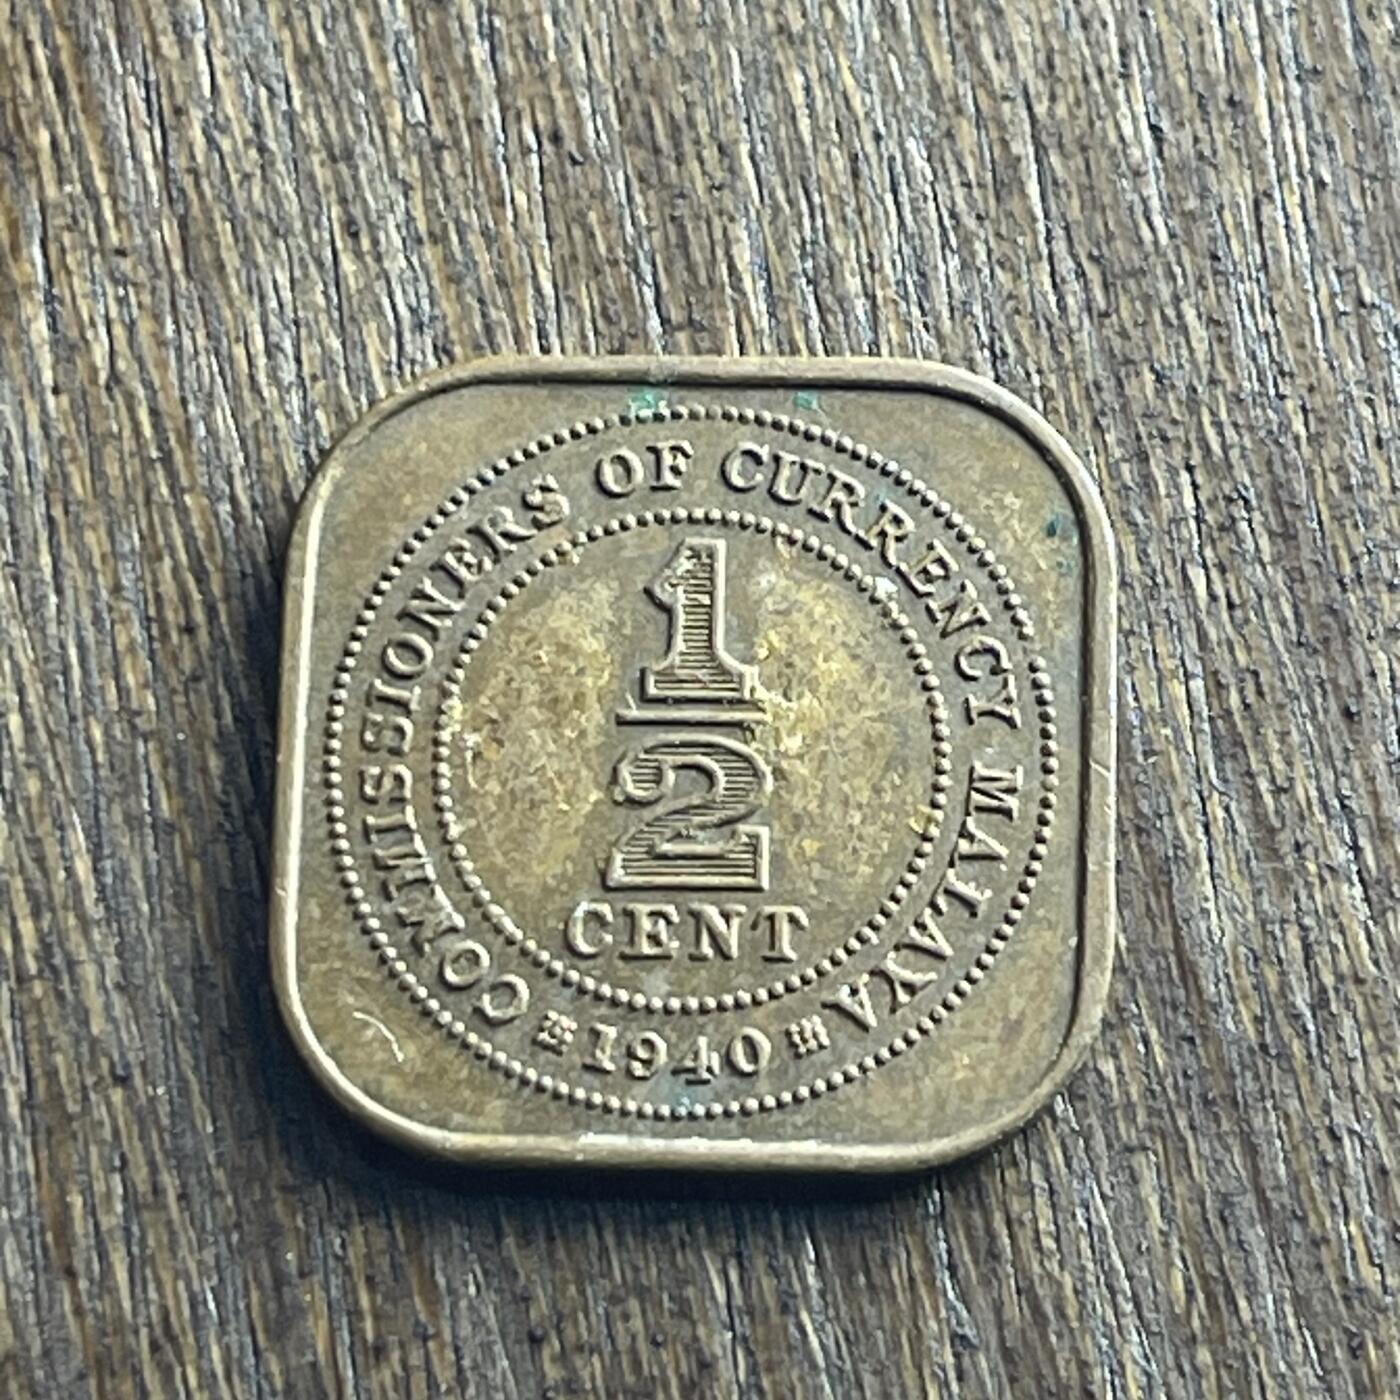 COMMISSIONERS OF CURRENCY MALAYA
1/2
CENT
1940